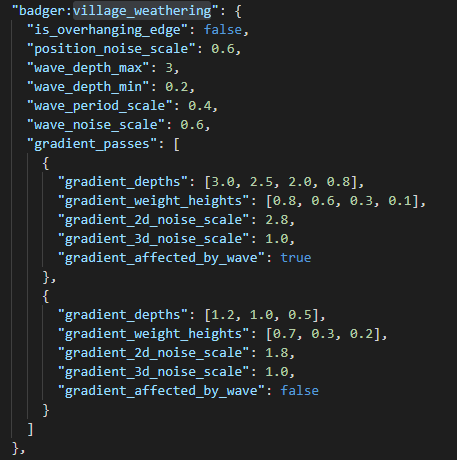 "badger:village_weathering": {
"is_overhanging_edge": false,
"position_noise_scale": 0.6,
"wave_depth_max": 3,
"wave_depth_min": 0.2,
"wave_period_scale": 0.4,
"wave_noise_scale": 0.6,
"gradient_passes": [
{
"gradient_depths": [3.0, 2.5, 2.0, 0.8],
"gradient_weight_heights": [0.8, 0.6, 0.3, 0.1],
"gradient_2d_noise_scale": 2.8,
"gradient_3d_noise_scale": 1.0,
"gradient_affected_by_wave": true
},
{
"gradient_depths": [1.2, 1.0, 0.5],
"gradient_weight_heights": [0.7, 0.3, 0.2],
"gradient_2d_noise_scale": 1.8,
"gradient_3d_noise_scale": 1.0,
"gradient_affected_by_wave": false
}
]
},